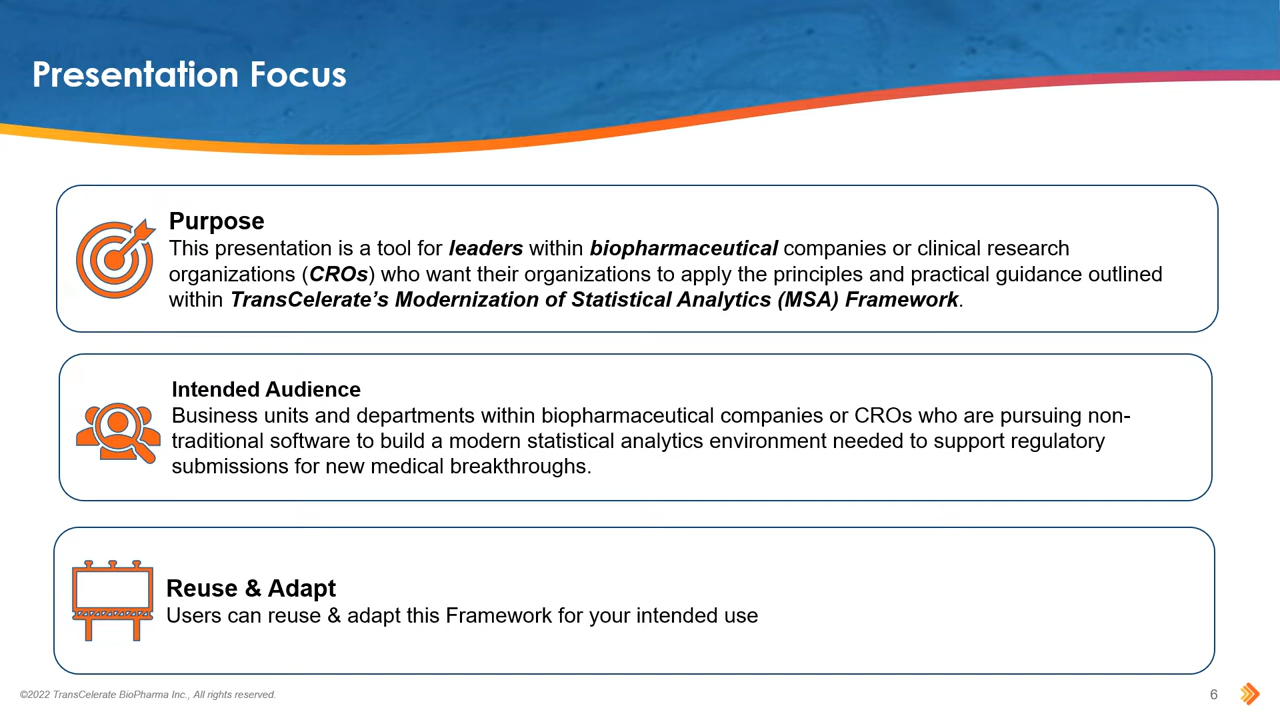 Presentation Focus
Purpose
This presentation is a tool for leaders within biopharmaceutical companies or clinical research
organizations (CROs) who want their organizations to apply the principles and practical guidance outlined
within TransCelerate’s Modernization of Statistical Analytics (MSA) Framework.
Intended Audience
Business units and departments within biopharmaceutical companies or CROs who are pursuing non-
traditional software to build a modern statistical analytics environment needed to support regulatory
submissions for new medical breakthroughs.
Reuse & Adapt
Users can reuse & adapt this Framework for your intended use
©2022 TransCelerate BioPharma Inc., All rights reserved.
6